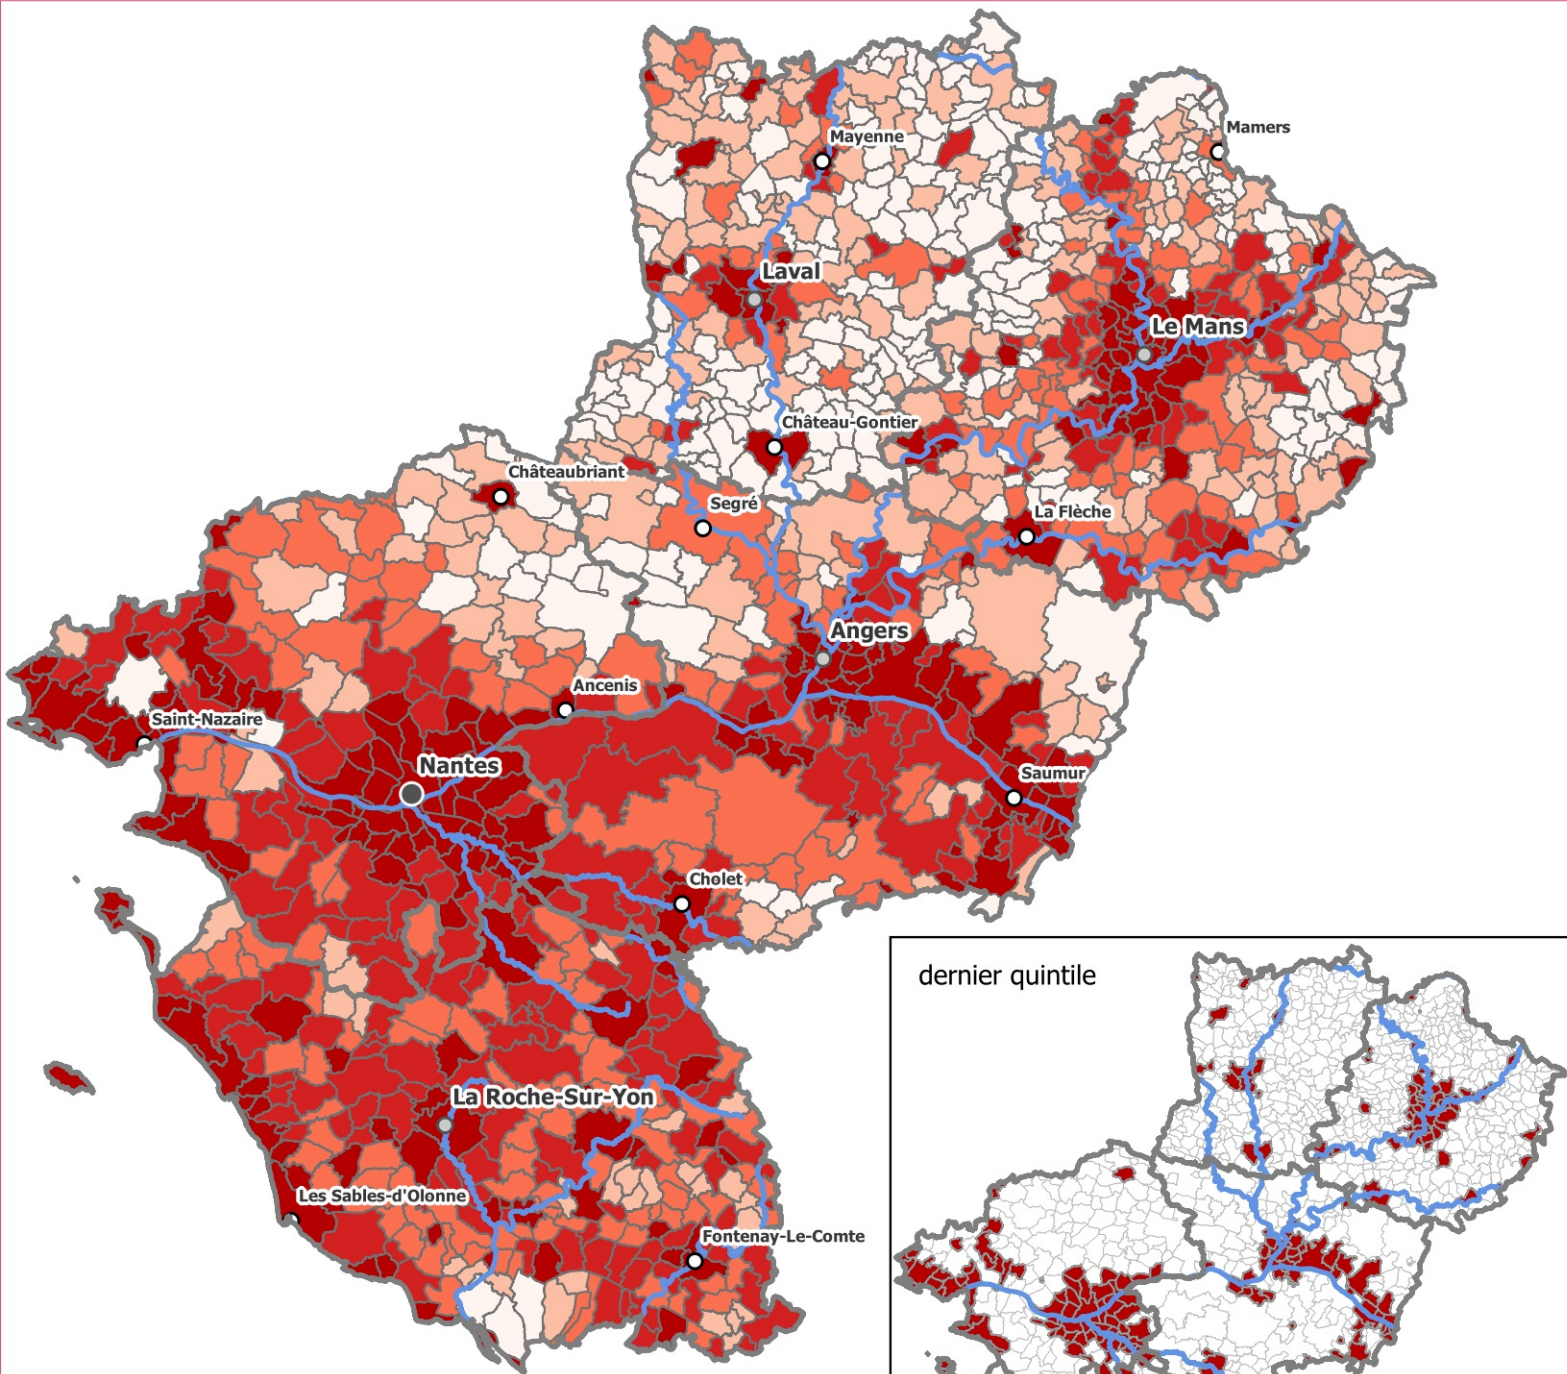 Mayenne
Mamers
Laval
Le Mans
Château-Gontier
Châteaubriant
Segré
La Flèche
Angers
Ancenis
Saint-Nazaire
Nantes
Saumur
Cholet
dernier quintile
La Roche-Sur-Yon
Les Sables-d'Olonne
Fontenay-Le-Comte